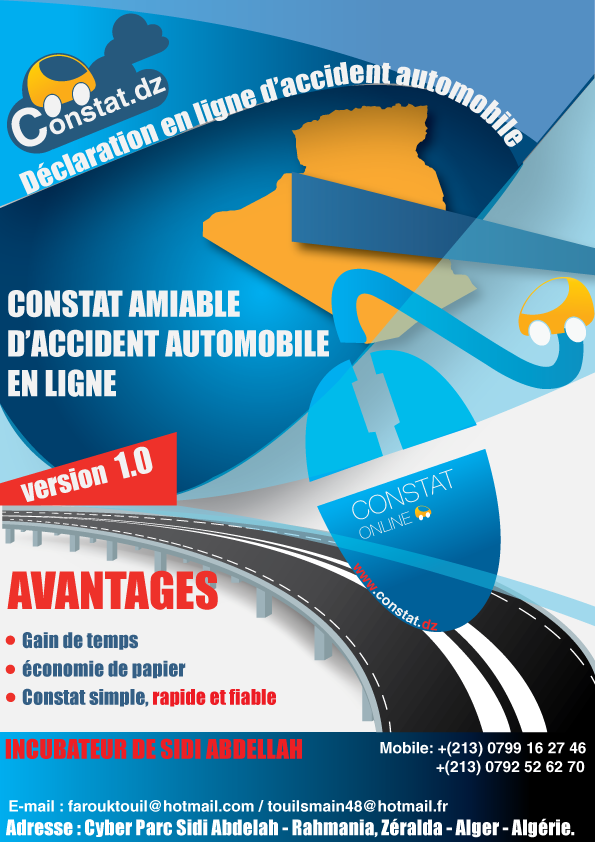 Constat.dz
Déclaration en ligne d'accident automobile
CONSTAT AMIABLE
D'ACCIDENT AUTOMOBILE
EN LIGNE
version 1.0
CONSTAT
ONLINE
www.constat.dz
AVANTAGES
• Gain de temps
• économie de papier
• Constat simple, rapide et fiable
INCUBATEUR DE SIDI ABDELLAH
Mobile: +(213) 0799 16 27 46
+(213) 0792 52 62 70
E-mail : farouktouil@hotmail.com / touilsmain48@hotmail.fr
Adresse : Cyber Parc Sidi Abdelah - Rahmania, Zéralda - Alger - Algérie.